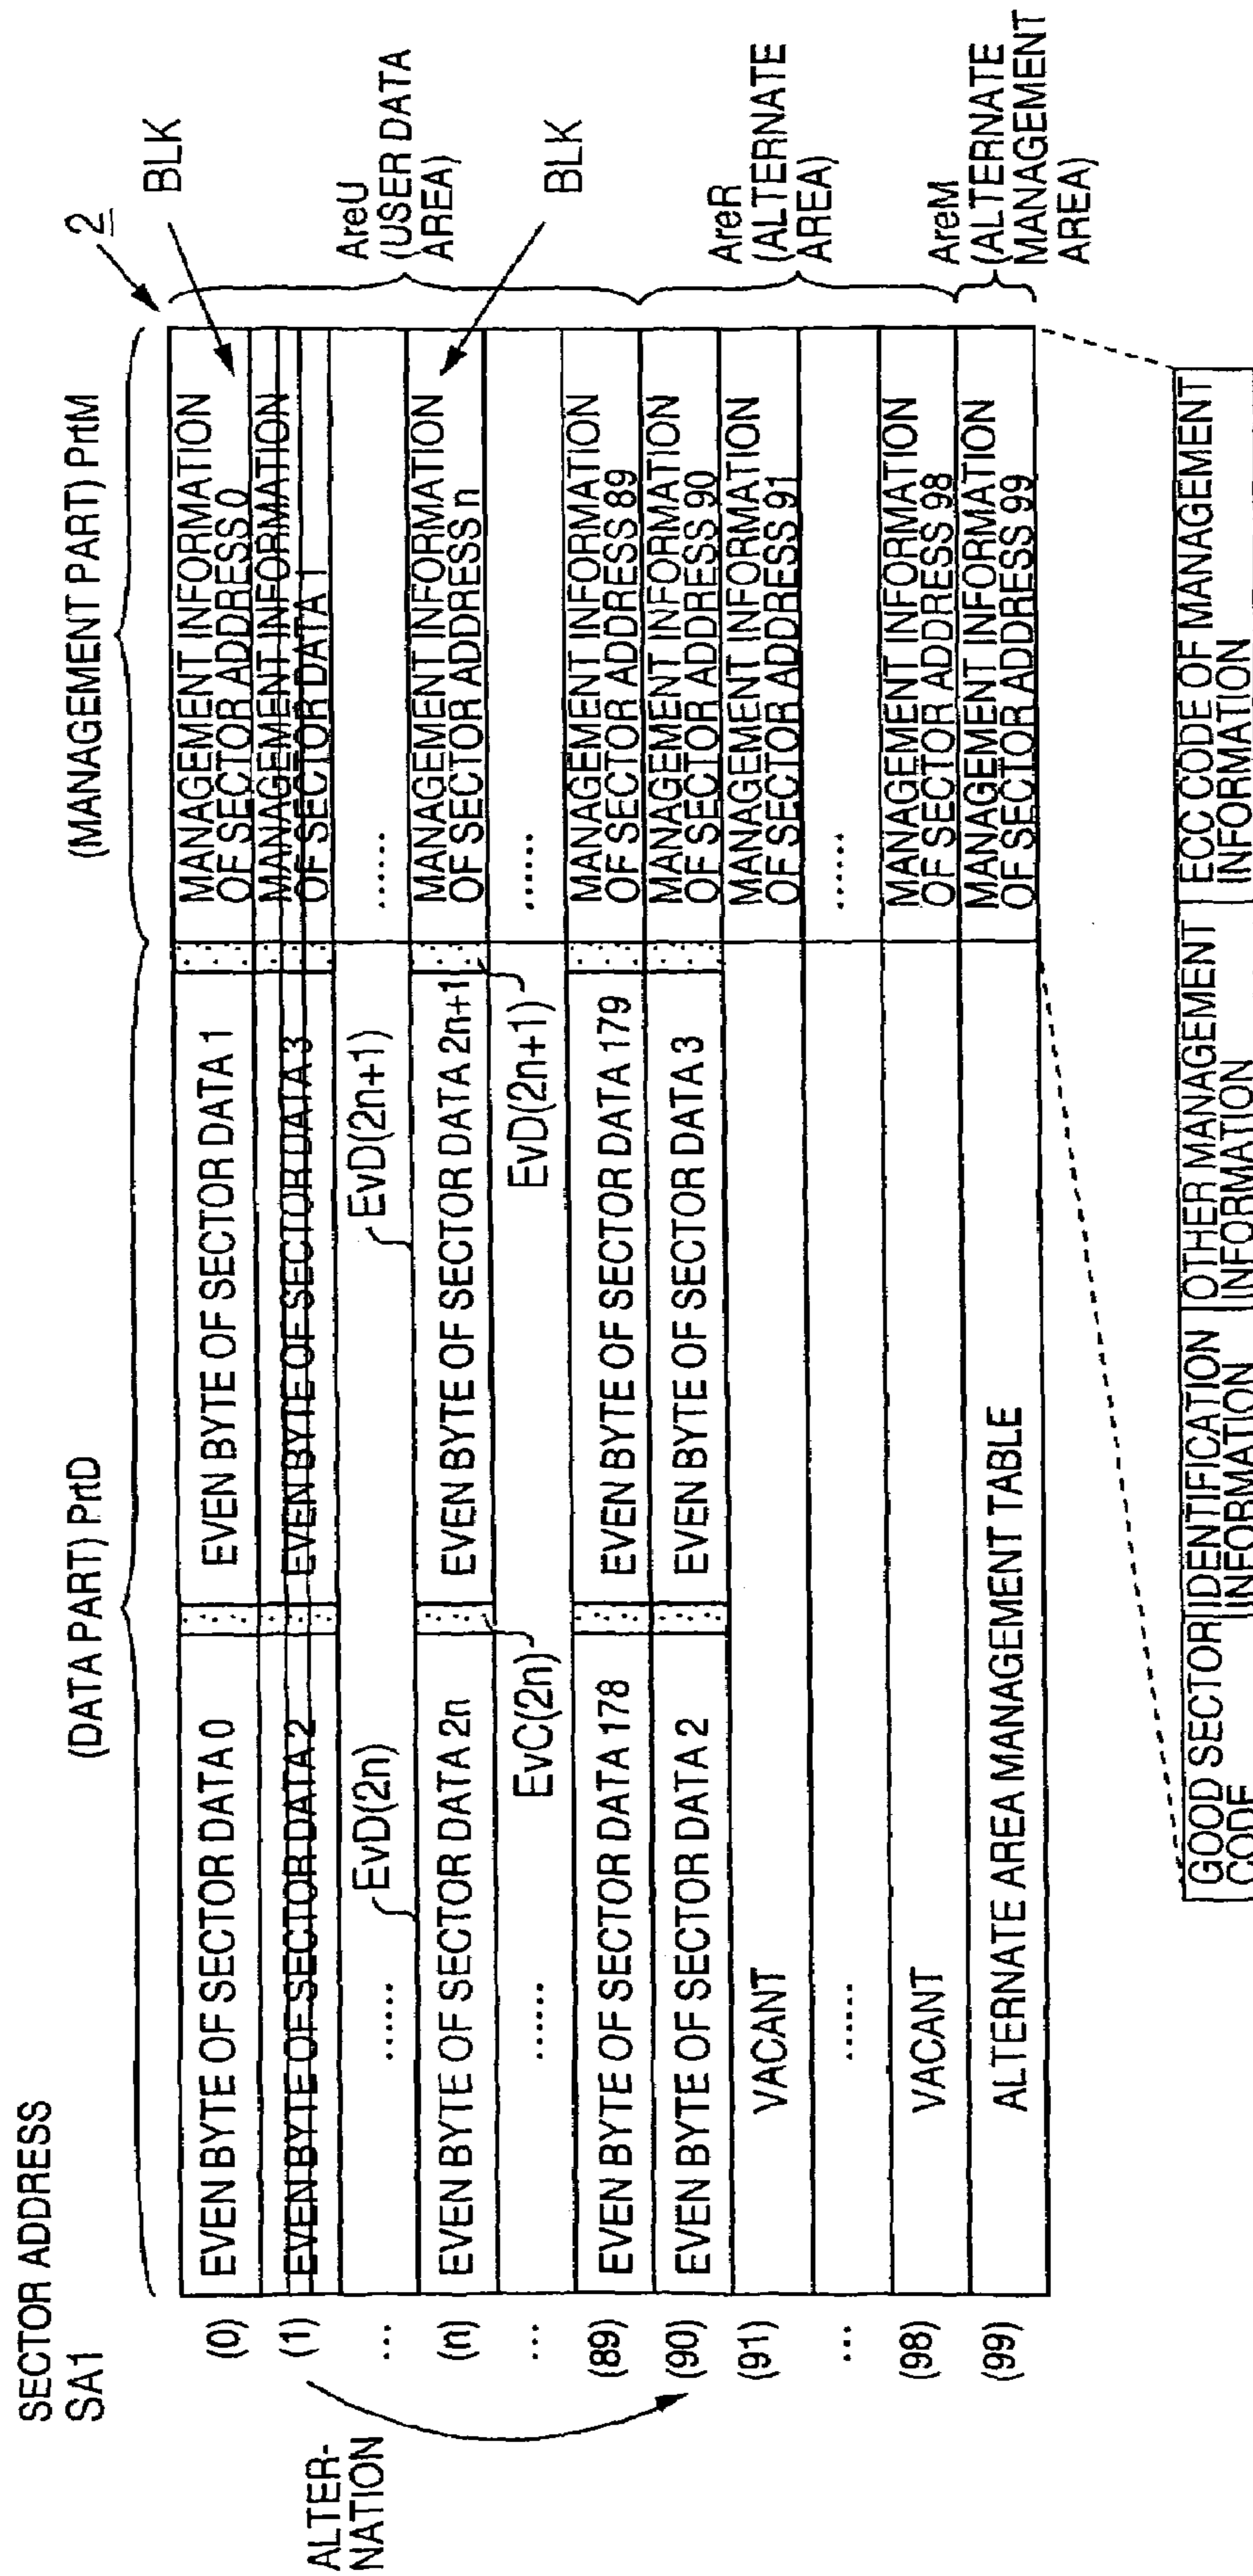 SECTOR ADDRESS
SA1
(DATA PART) PrtD
(MANAGEMENT PART) PrtM
2
BLK
(0)
EVEN BYTE OF SECTOR DATA 0
EVEN BYTE OF SECTOR DATA 1
MANAGEMENT INFORMATION
OF SECTOR ADDRESS 0
(1)
EVEN BYTE OF SECTOR DATA 2
EVEN BYTE OF SECTOR DATA 3
MANAGEMENT INFORMATION
OF SECTOR DATA 1
ALTER-
NATION
...
......
EvD(2n)
EvD(2n+1)
......
AreU
(USER DATA
AREA)
(n)
EVEN BYTE OF SECTOR DATA 2n
EVEN BYTE OF SECTOR DATA 2n+1
MANAGEMENT INFORMATION
OF SECTOR ADDRESS n
...
......
EvC(2n)
EvD(2n+1)
......
BLK
(89)
EVEN BYTE OF SECTOR DATA 178
EVEN BYTE OF SECTOR DATA 179
MANAGEMENT INFORMATION
OF SECTOR ADDRESS 89
(90)
EVEN BYTE OF SECTOR DATA 2
EVEN BYTE OF SECTOR DATA 3
MANAGEMENT INFORMATION
OF SECTOR ADDRESS 90
(91)
VACANT
MANAGEMENT INFORMATION
OF SECTOR ADDRESS 91
AreR
(ALTERNATE
AREA)
...
......
......
(98)
VACANT
MANAGEMENT INFORMATION
OF SECTOR ADDRESS 98
(99)
ALTERNATE AREA MANAGEMENT TABLE
MANAGEMENT INFORMATION
OF SECTOR ADDRESS 99
AreM
(ALTERNATE
MANAGEMENT
AREA)
GOOD SECTOR
CODE
IDENTIFICATION
INFORMATION
OTHER MANAGEMENT
INFORMATION
ECC CODE OF MANAGEMENT
INFORMATION